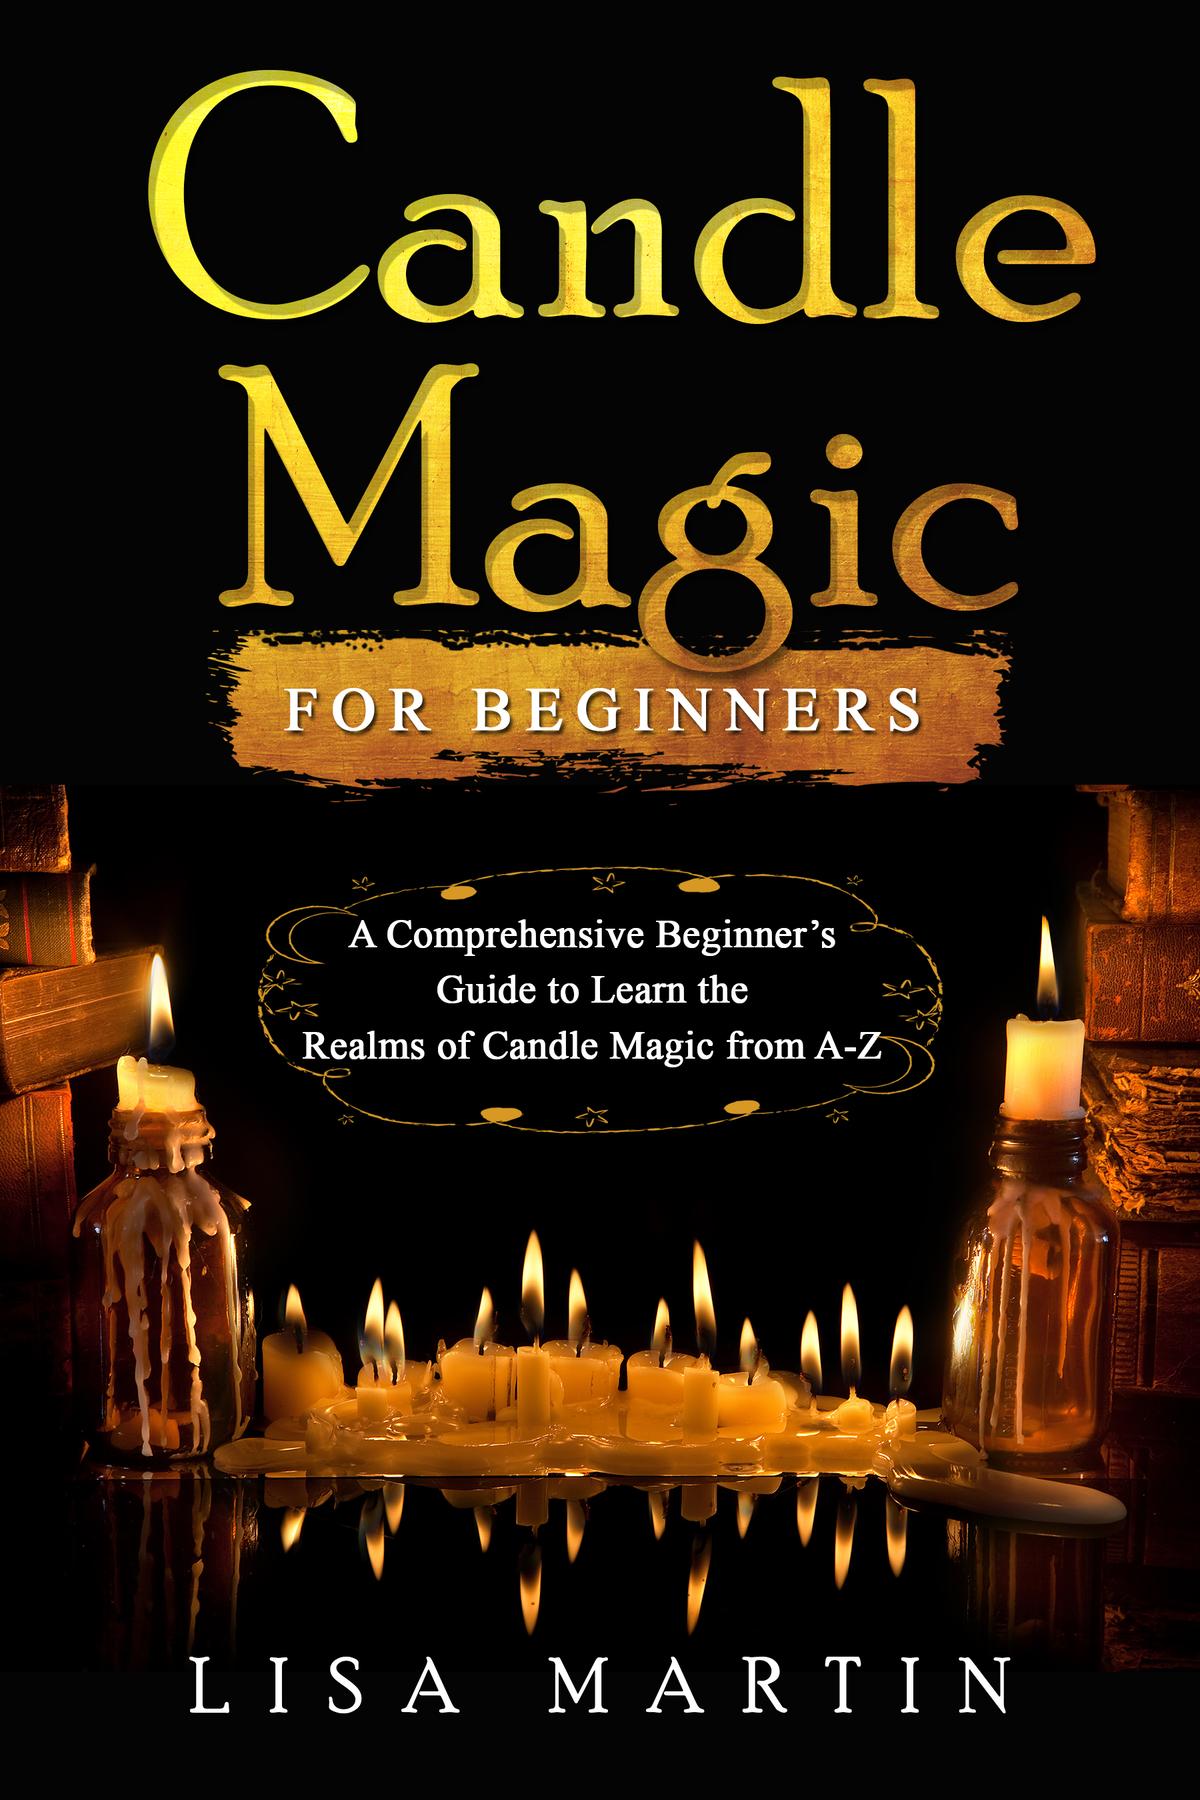 Candle
Magic
FOR BEGINNERS
A Comprehensive Beginner’s
Guide to Learn the
Realms of Candle Magic from A-Z
LISA MARTIN